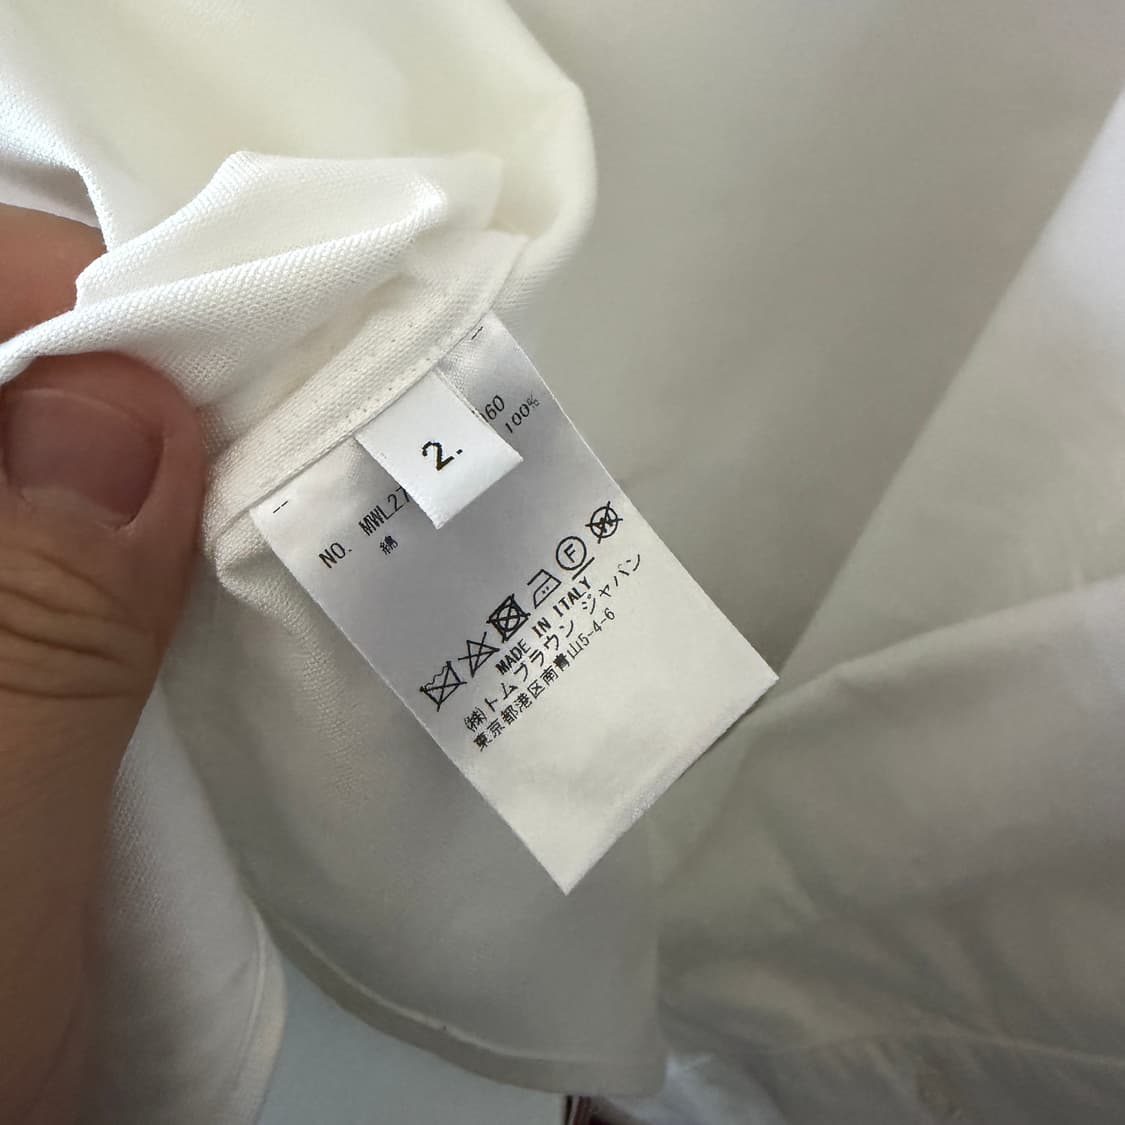 2.
NO. MWL27 060
綿 100%
F W
MADE IN ITALY
㈱トムブラウン ジャパン
東京都港区南青山5-4-6